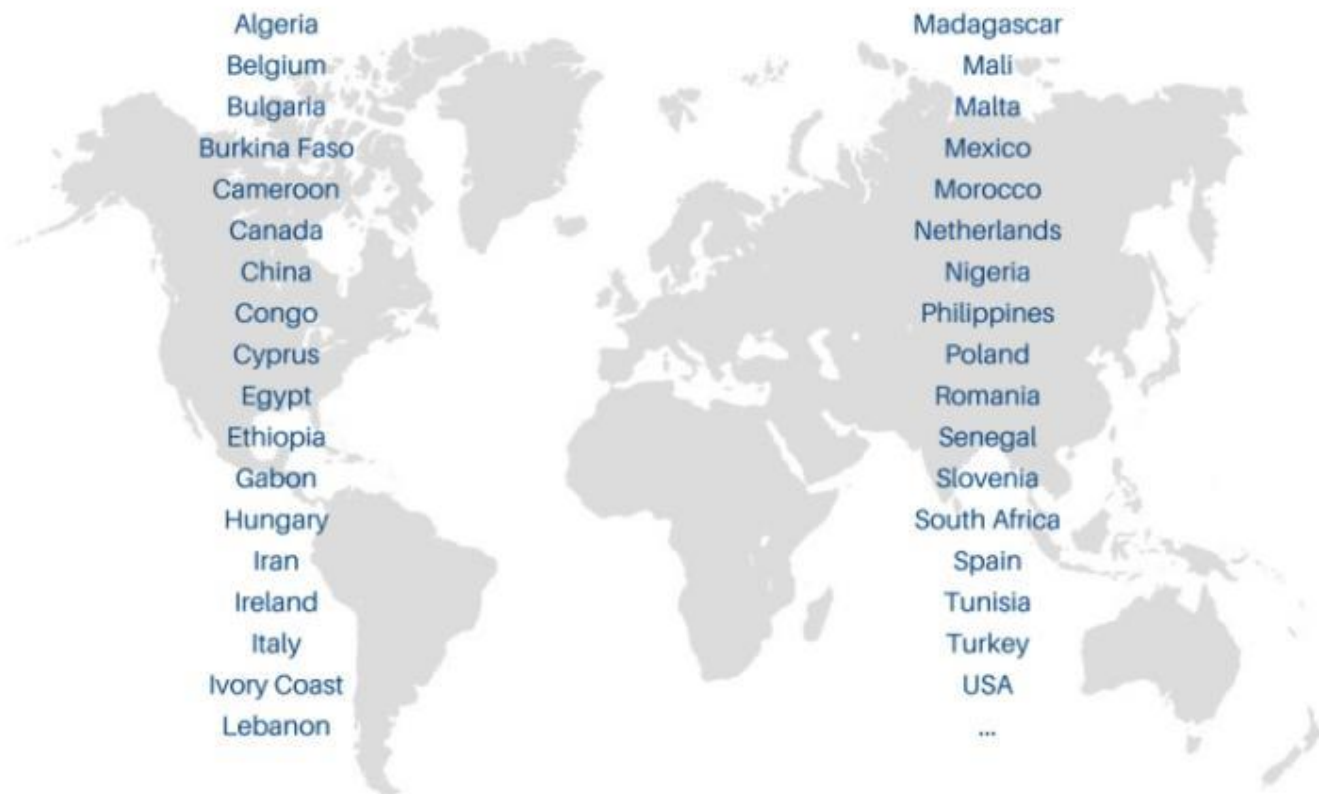 Algeria
Belgium
Bulgaria
Burkina Faso
Cameroon
Canada
China
Congo
Cyprus
Egypt
Ethiopia
Gabon
Hungary
Iran
Ireland
Italy
Ivory Coast
Lebanon
Madagascar
Mali
Malta
Mexico
Morocco
Netherlands
Nigeria
Philippines
Poland
Romania
Senegal
Slovenia
South Africa
Spain
Tunisia
Turkey
USA
...